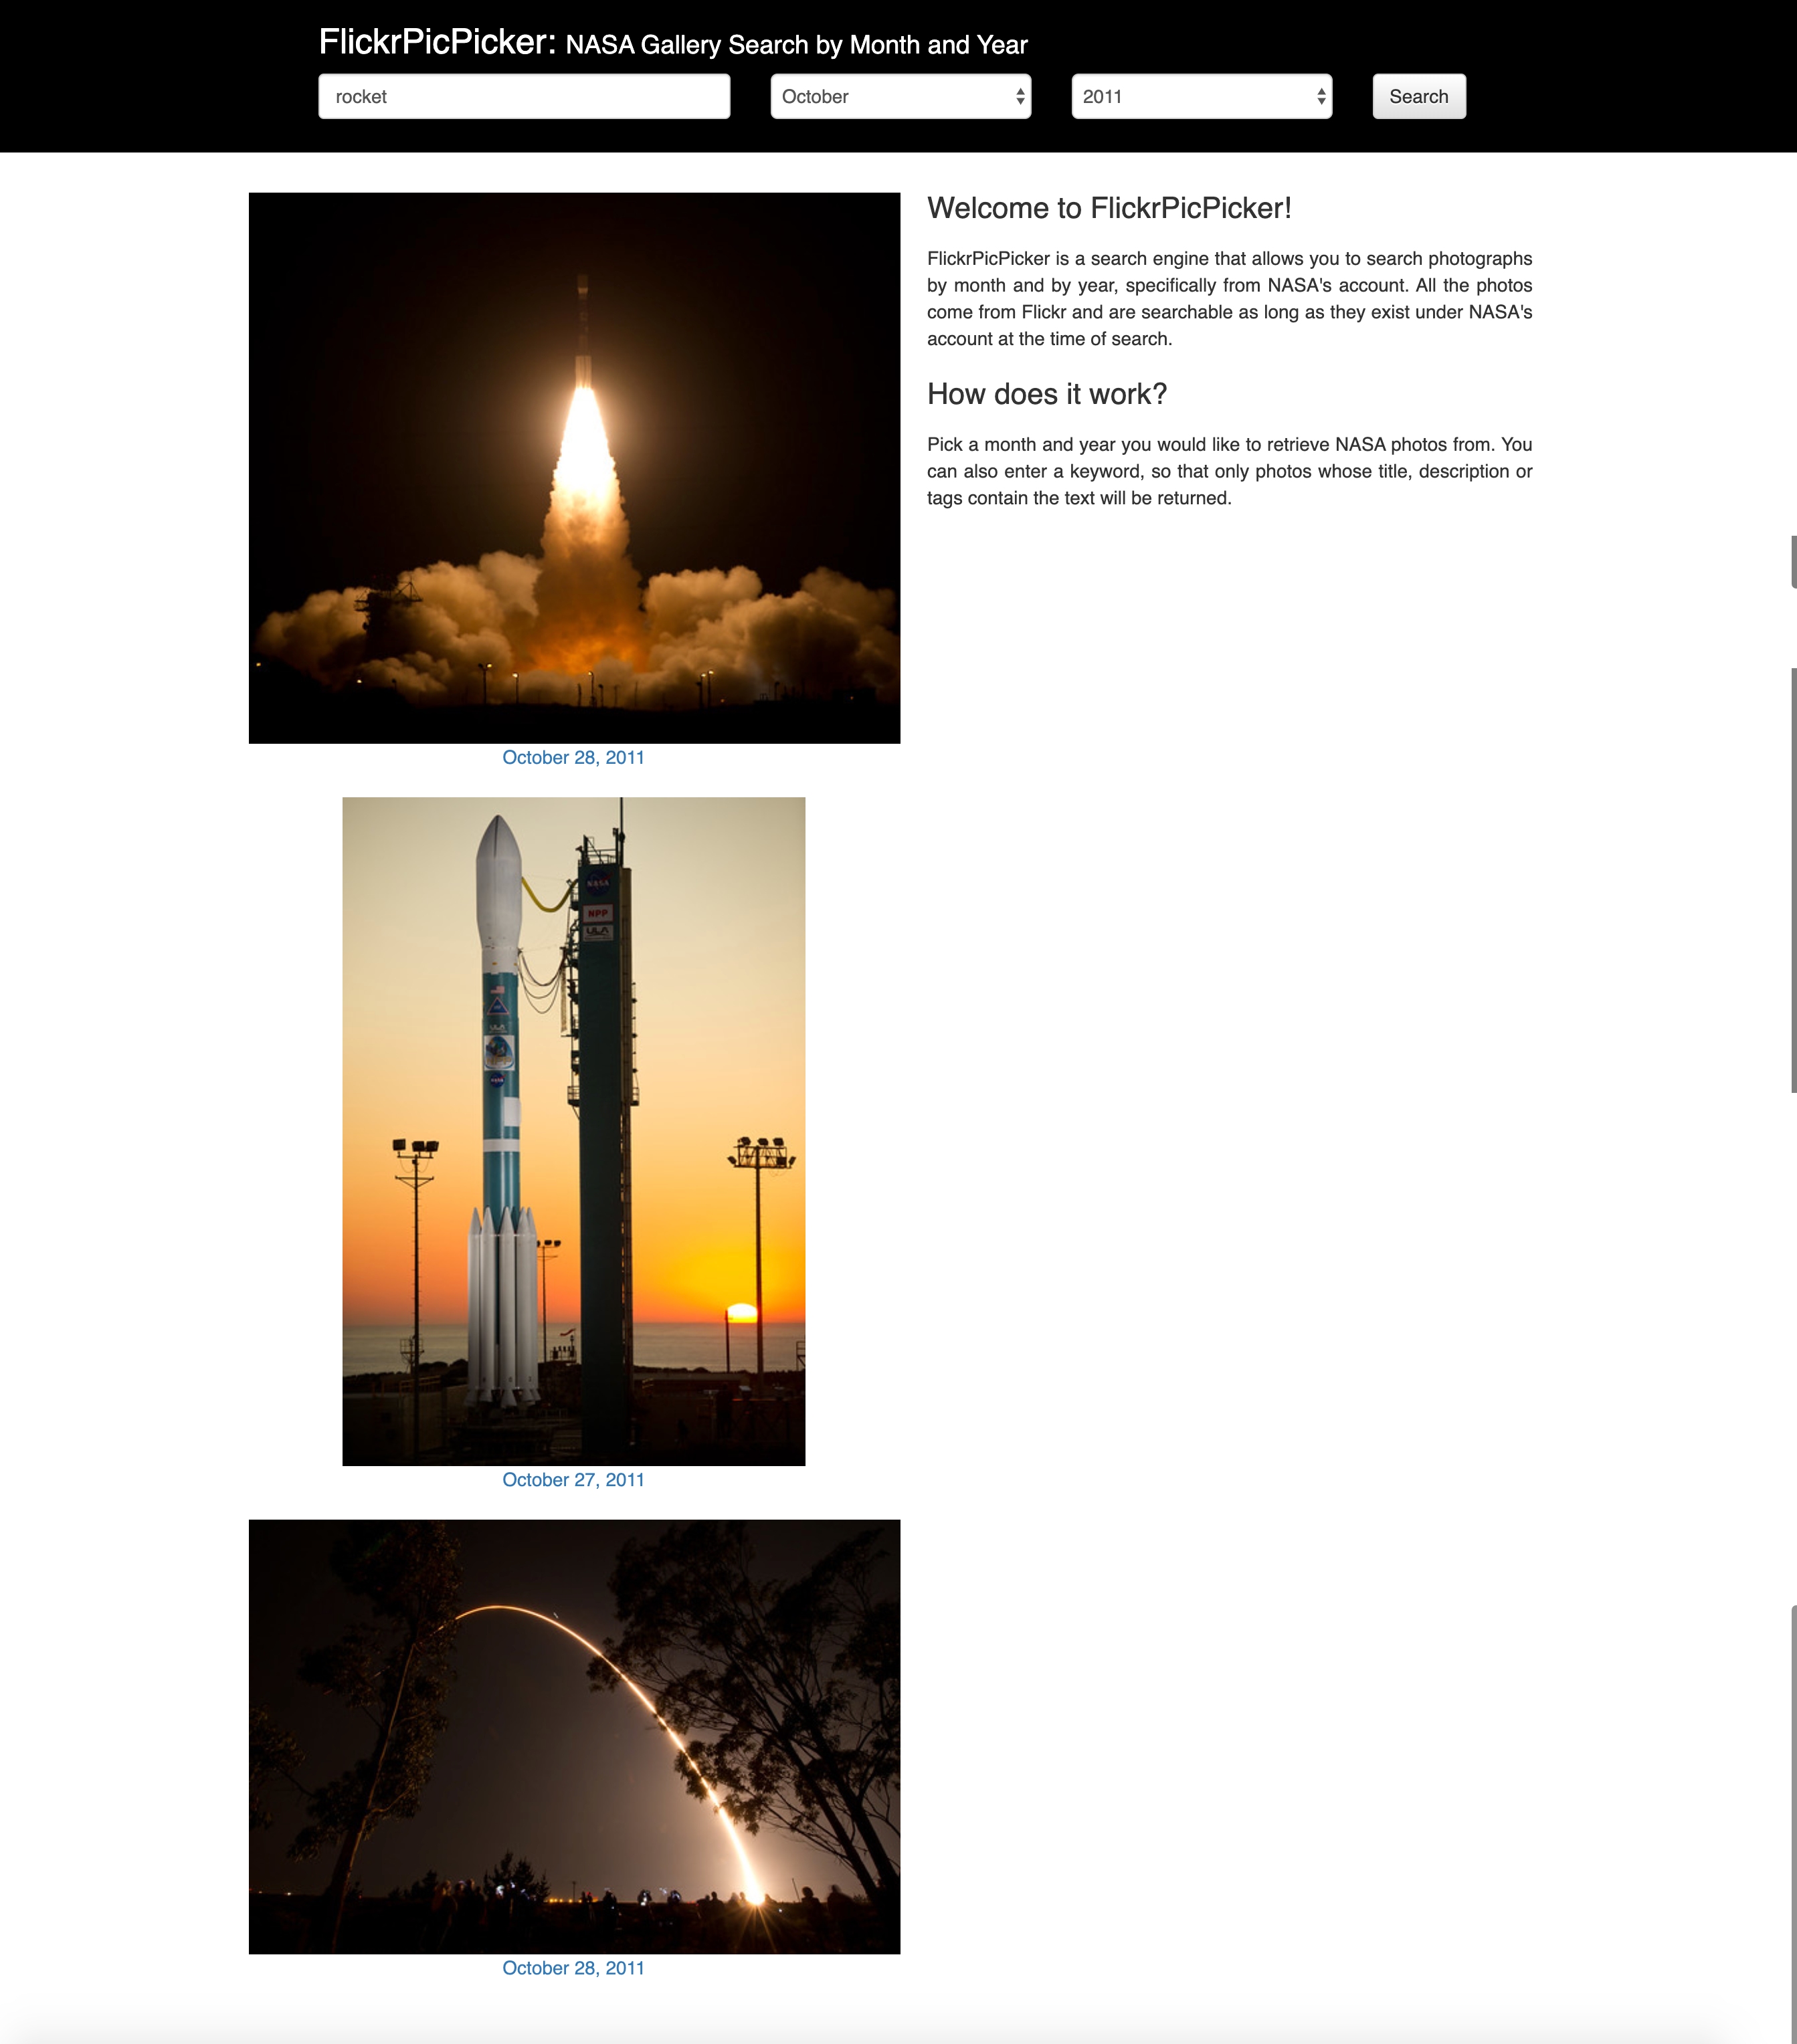 FlickrPicPicker: NASA Gallery Search by Month and Year
rocket October 2011 Search
Welcome to FlickrPicPicker!
FlickrPicPicker is a search engine that allows you to search photographs
by month and by year, specifically from NASA's account. All the photos
come from Flickr and are searchable as long as they exist under NASA's
account at the time of search.
How does it work?
Pick a month and year you would like to retrieve NASA photos from. You
can also enter a keyword, so that only photos whose title, description or
tags contain the text will be returned.
October 28, 2011
NASA
NPP
ULA
ULA
NASA
October 27, 2011
October 28, 2011